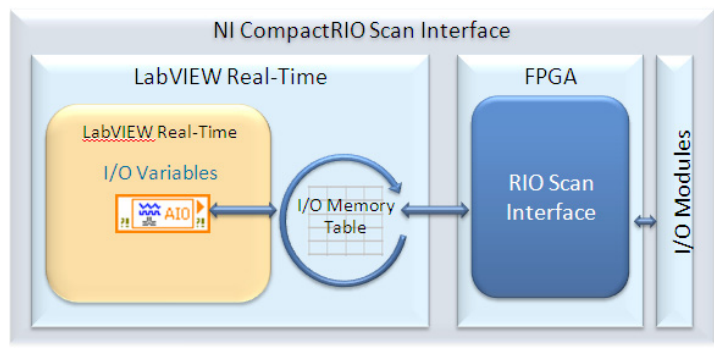 NI CompactRIO Scan Interface
LabVIEW Real-Time
FPGA
LabVIEW Real-Time
I/O Variables
AI0
I/O Memory
Table
RIO Scan
Interface
I/O Modules